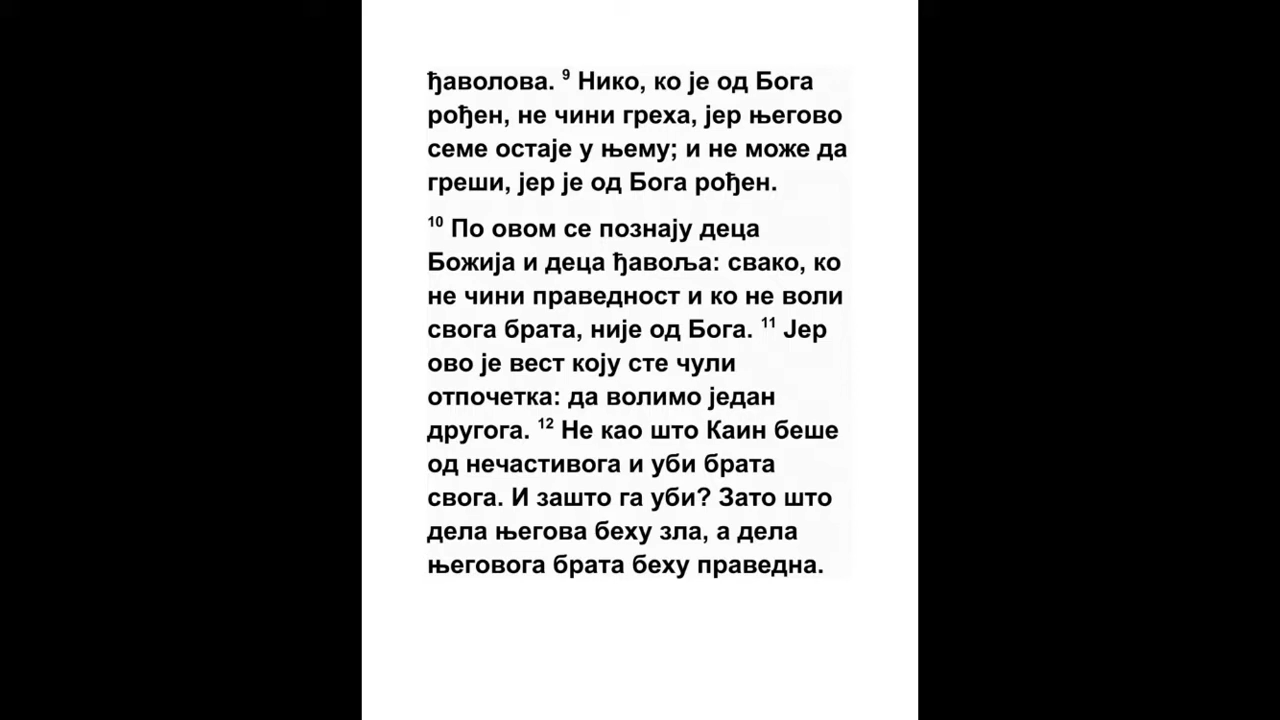 ђаволова. 9 Нико, ко је од Бога
рођен, не чини греха, јер његово
семе остаје у њему; и не може да
греши, јер је од Бога рођен.
10 По овом се познају деца
Божија и деца ђавоља: свако, ко
не чини праведност и ко не воли
свога брата, није од Бога. 11 Јер
ово је вест коју сте чули
отпочетка: да волимо један
другога. 12 Не као што Каин беше
од нечастивога и уби брата
свога. И зашто га уби? Зато што
дела његова беху зла, а дела
његовога брата беху праведна.